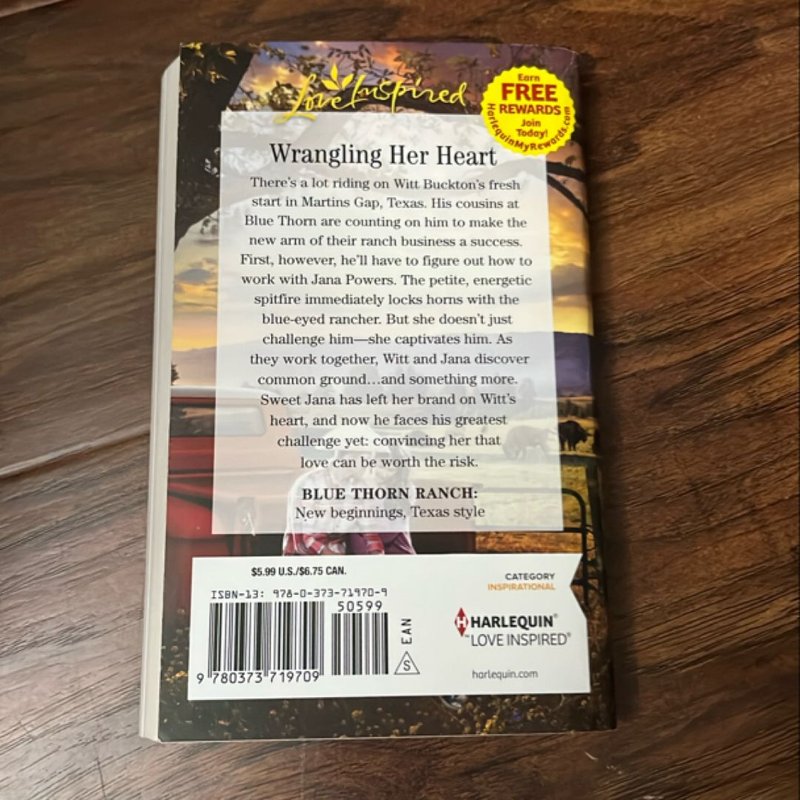 Love Inspired
Earn
FREE
REWARDS
Join
Today!
HarlequinMyRewards.com
Wrangling Her Heart
There's a lot riding on Witt Buckton's fresh
start in Martins Gap, Texas. His cousins at
Blue Thorn are counting on him to make the
new arm of their ranch business a success.
First, however, he'll have to figure out how to
work with Jana Powers. The petite, energetic
spitfire immediately locks horns with the
blue-eyed rancher. But she doesn't just
challenge him—she captivates him. As
they work together, Witt and Jana discover
common ground…and something more.
Sweet Jana has left her brand on Witt's
heart, and now he faces his greatest
challenge yet: convincing her that
love can be worth the risk.
BLUE THORN RANCH:
New beginnings, Texas style
$5.99 U.S./$6.75 CAN.
ISBN-13: 978-0-373-71970-9
50599
9 780373 719709
EAN
S
CATEGORY
INSPIRATIONAL
H HARLEQUIN®
™ LOVE INSPIRED®
harlequin.com